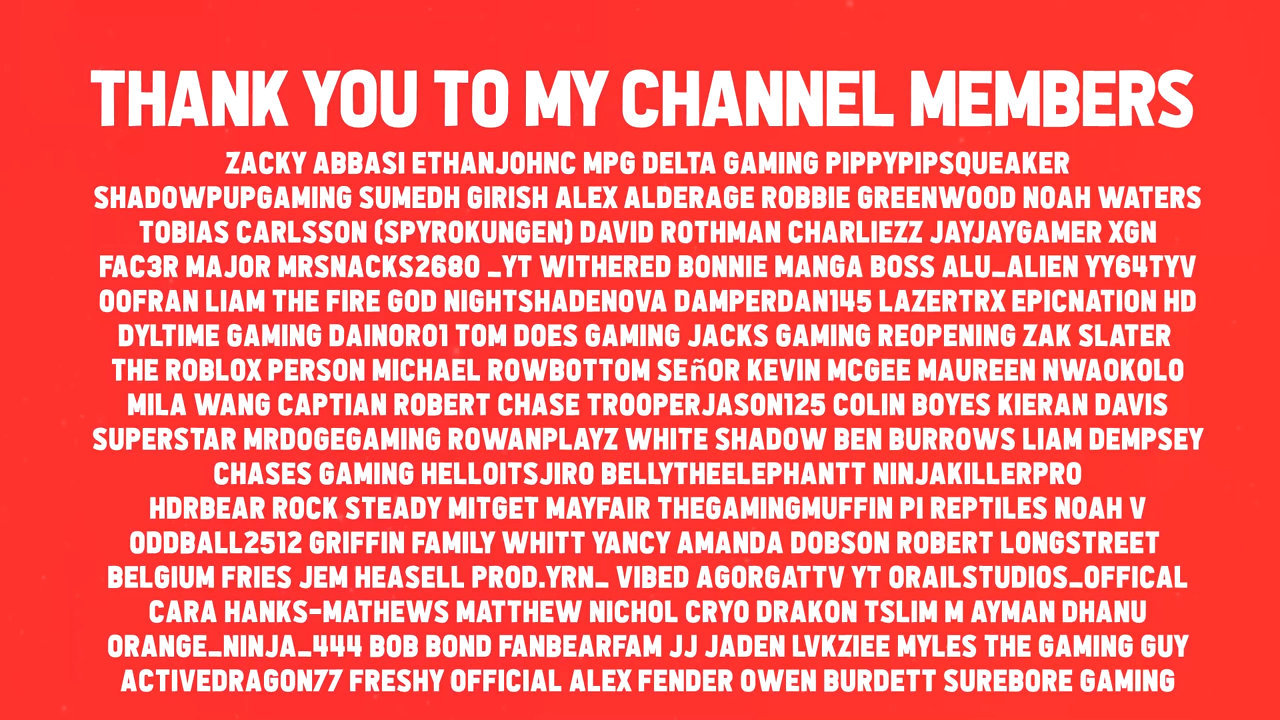 THANK YOU TO MY CHANNEL MEMBERS
ZACKY ABBASI ETHANJOHNC MPG DELTA GAMING PIPPYPIPSQUEAKER
SHADOWPUPGAMING SUMEDH GIRISH ALEX ALDERAGE ROBBIE GREENWOOD NOAH WATERS
TOBIAS CARLSSON (SPYROKUNGEN) DAVID ROTHMAN CHARLIEZZ JAYJAYGAMER XGN
FAC3R MAJOR MRSNACKS2680 _YT WITHERED BONNIE MANGA BOSS ALU_ALIEN YY64TYV
OOFRAN LIAM THE FIRE GOD NIGHTSHADENOVA DAMPERDAN145 LAZERTRX EPICNATION HD
DYLTIME GAMING DAINORO1 TOM DOES GAMING JACKS GAMING REOPENING ZAK SLATER
THE ROBLOX PERSON MICHAEL ROWBOTTOM SEñOR KEVIN MCGEE MAUREEN NWAOKOLO
MILA WANG CAPTIAN ROBERT CHASE TROOPERJASON125 COLIN BOYES KIERAN DAVIS
SUPERSTAR MRDOGEGAMING ROWANPLAYZ WHITE SHADOW BEN BURROWS LIAM DEMPSEY
CHASES GAMING HELLOITSJIRO BELLYTHEELEPHANTT NINJAKILLERPRO
HDRBEAR ROCK STEADY MITGET MAYFAIR THEGAMINGMUFFIN PI REPTILES NOAH V
ODDBALL2512 GRIFFIN FAMILY WHITT YANCY AMANDA DOBSON ROBERT LONGSTREET
BELGIUM FRIES JEM HEASELL PROD.YRN_ VIBED AGORGATTV YT ORAILSTUDIOS_OFFICAL
CARA HANKS-MATHEWS MATTHEW NICHOL CRYO DRAKON TSLIM M AYMAN DHANU
ORANGE_NINJA_444 BOB BOND FANBEARFAM JJ JADEN LVKZIEE MYLES THE GAMING GUY
ACTIVEDRAGON77 FRESHY OFFICIAL ALEX FENDER OWEN BURDETT SUREBORE GAMING